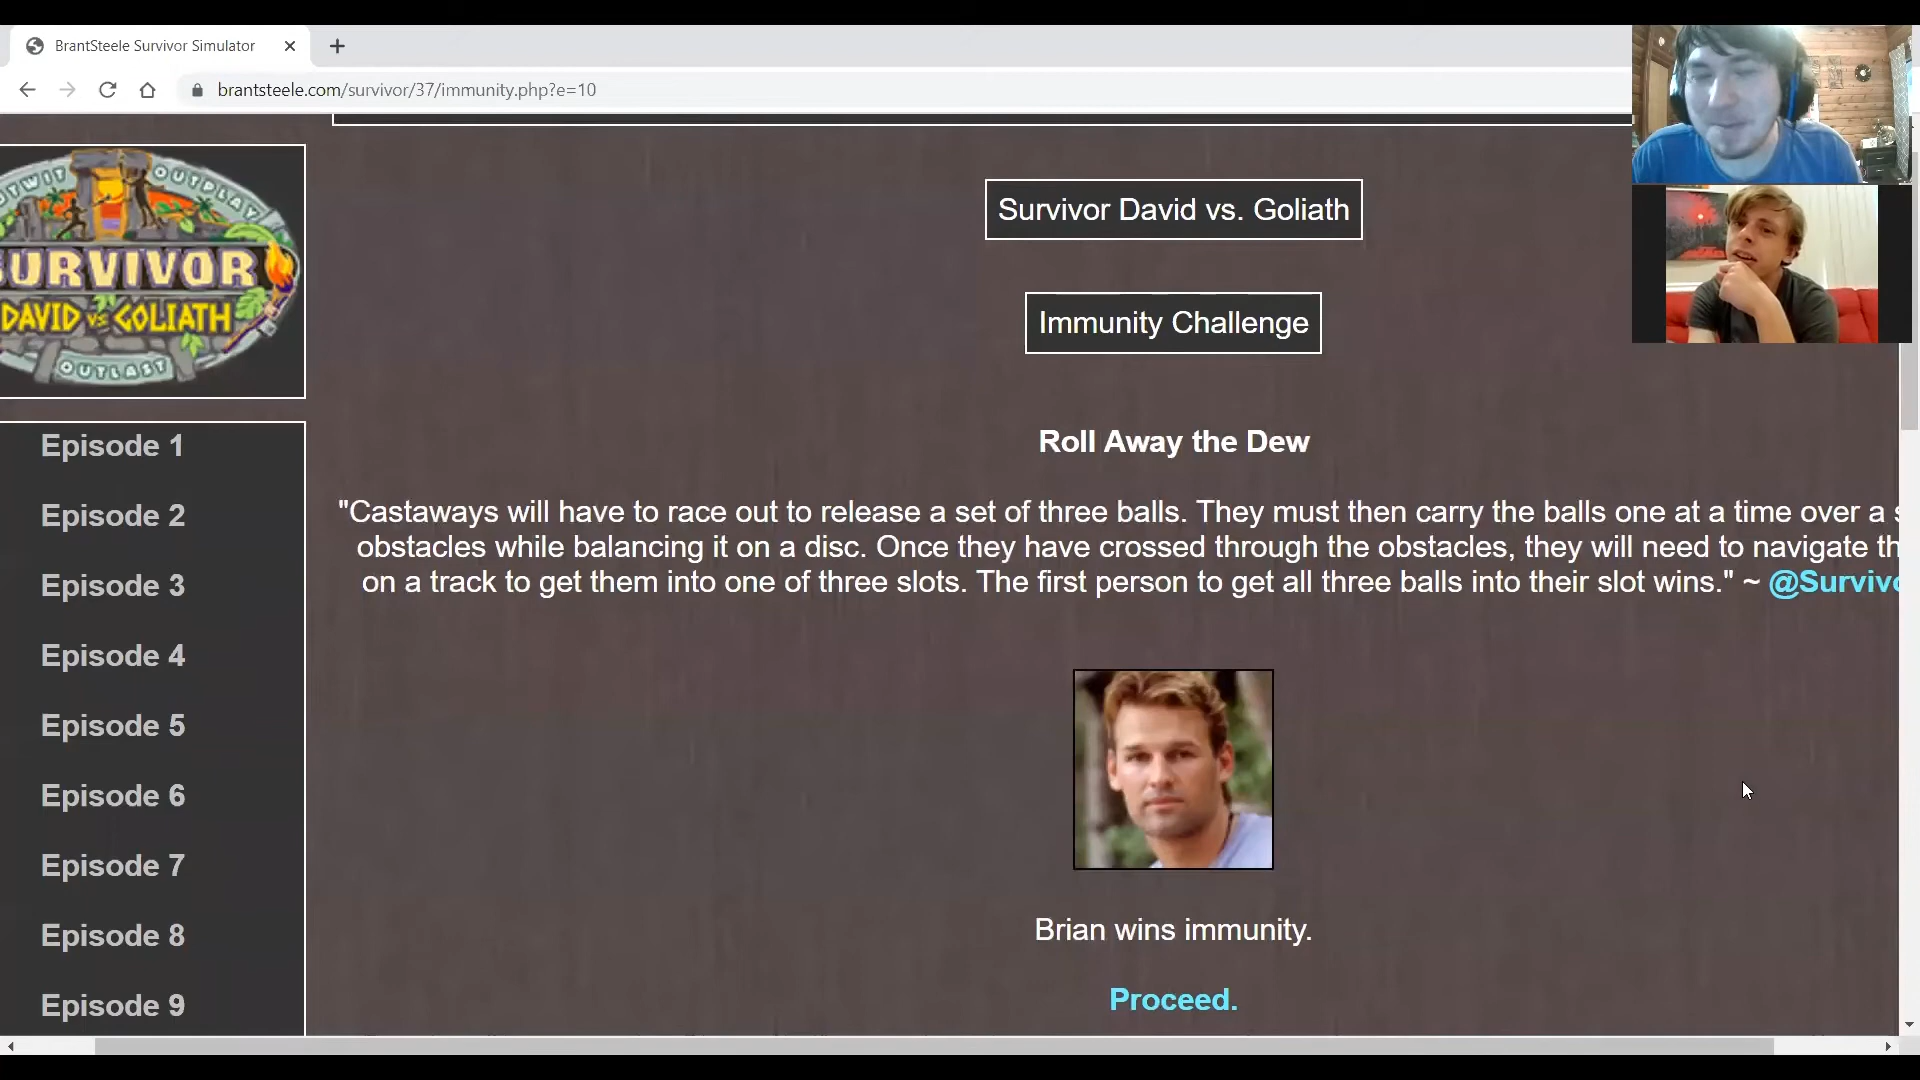 BrantSteele Survivor Simulator
brantsteele.com/survivor/37/immunity.php?e=10
OUTPLAY
SURVIVOR
DAVID vs GOLIATH
OUTLAST
Episode 1
Episode 2
Episode 3
Episode 4
Episode 5
Episode 6
Episode 7
Episode 8
Episode 9
Survivor David vs. Goliath
Immunity Challenge
Roll Away the Dew
"Castaways will have to race out to release a set of three balls. They must then carry the balls one at a time over a
obstacles while balancing it on a disc. Once they have crossed through the obstacles, they will need to navigate
on a track to get them into one of three slots. The first person to get all three balls into their slot wins." ~
Brian wins immunity.
Proceed.